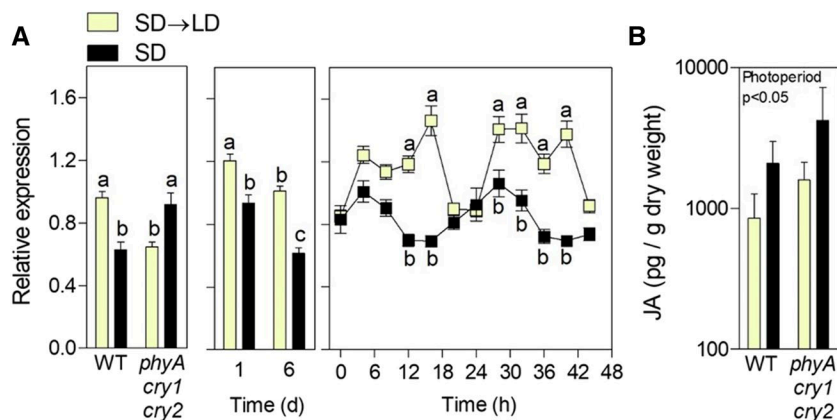 A
SD→LD
SD
B
Relative expression
1.6
1.2
0.8
0.4
0.0
a
b
b
a
WT
phyA
cry1
cry2
a
b
b
c
1
6
Time (d)
a
a
a
a
a
a
b
b
b
b
b
b
0
6
12
18
24
30
36
42
48
Time (h)
JA (pg / g dry weight)
10000
1000
100
Photoperiod
p<0.05
WT
phyA
cry1
cry2